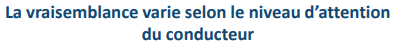 La vraisemblance varie selon le niveau d’attention
du conducteur